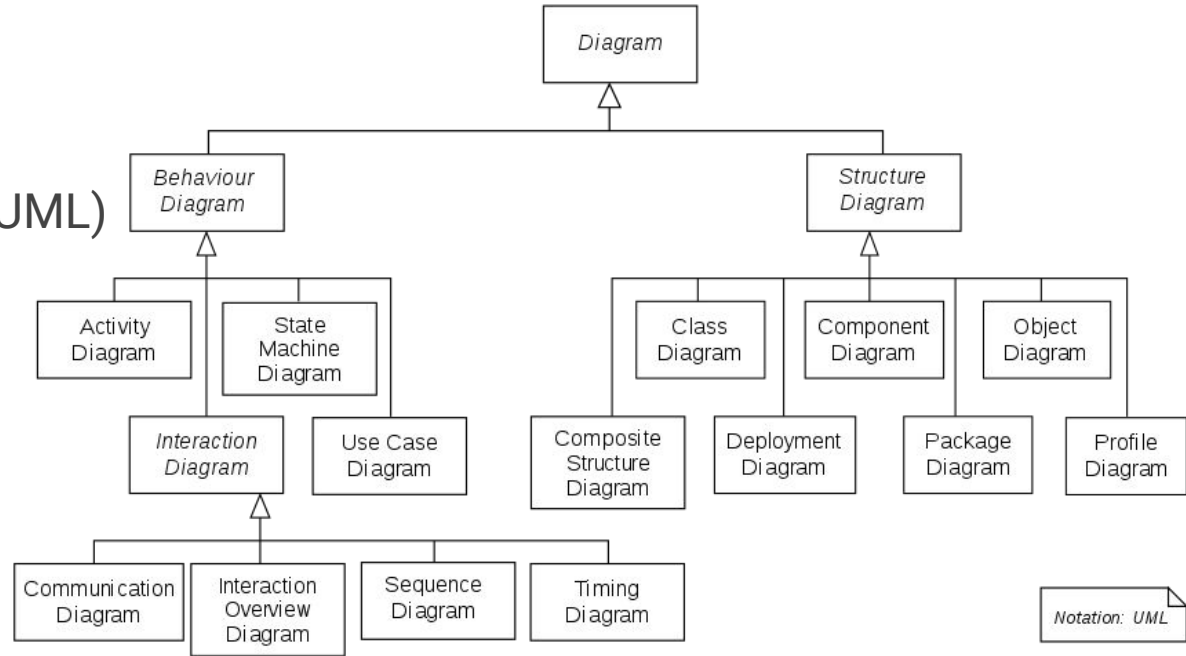 Diagram
Behaviour
Diagram
Structure
Diagram
UML)
Activity
Diagram
State
Machine
Diagram
Class
Diagram
Component
Diagram
Object
Diagram
Interaction
Diagram
Use Case
Diagram
Composite
Structure
Diagram
Deployment
Diagram
Package
Diagram
Profile
Diagram
Communication
Diagram
Interaction
Overview
Diagram
Sequence
Diagram
Timing
Diagram
Notation: UML